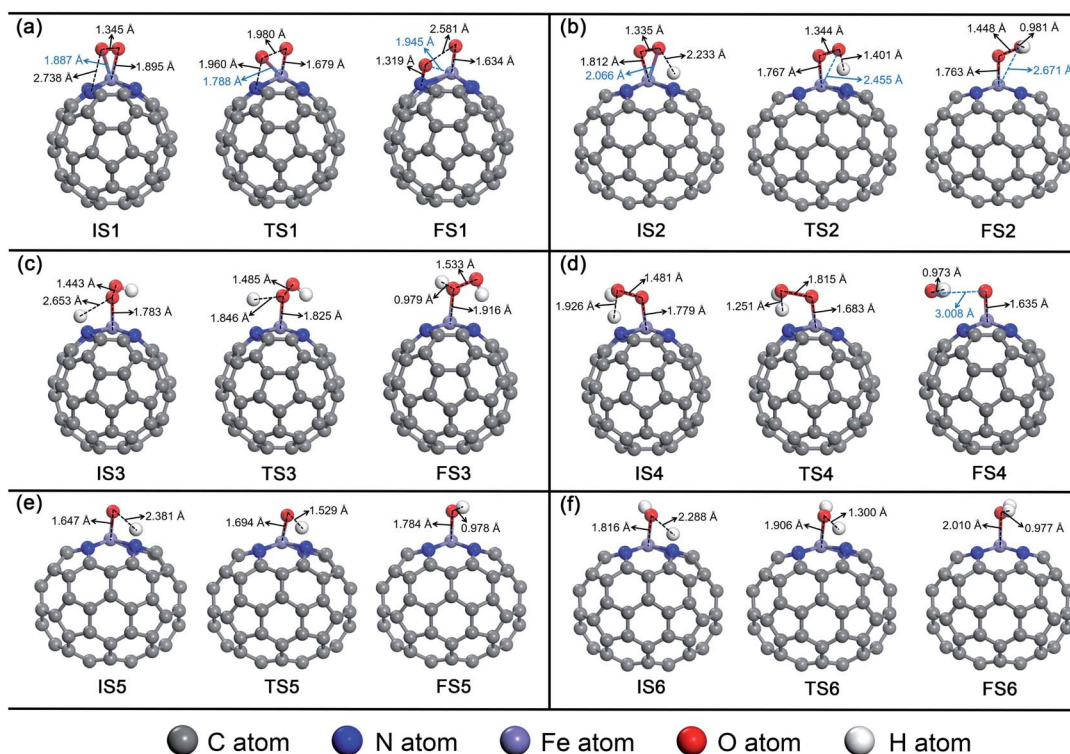 (a)
1.345 Å
1.887 Å
2.738 Å
1.895 Å
IS1
1.980 Å
1.960 Å
1.788 Å
1.679 Å
TS1
2.581 Å
1.945 Å
1.319 Å
1.634 Å
FS1
(b)
1.335 Å
1.812 Å
2.066 Å
2.233 Å
IS2
1.344 Å
1.401 Å
1.767 Å
2.455 Å
TS2
1.448 Å
0.981 Å
1.763 Å
2.671 Å
FS2
(c)
1.443 Å
2.653 Å
1.783 Å
IS3
1.485 Å
1.846 Å
1.825 Å
TS3
1.533 Å
0.979 Å
1.916 Å
FS3
(d)
1.481 Å
1.926 Å
1.779 Å
IS4
1.815 Å
1.251 Å
1.683 Å
TS4
0.973 Å
3.008 Å
1.635 Å
FS4
(e)
1.647 Å
2.381 Å
IS5
1.529 Å
1.694 Å
TS5
1.784 Å
0.978 Å
FS5
(f)
1.816 Å
2.288 Å
IS6
1.300 Å
1.906 Å
TS6
2.010 Å
0.977 Å
FS6
C atom
N atom
Fe atom
O atom
H atom